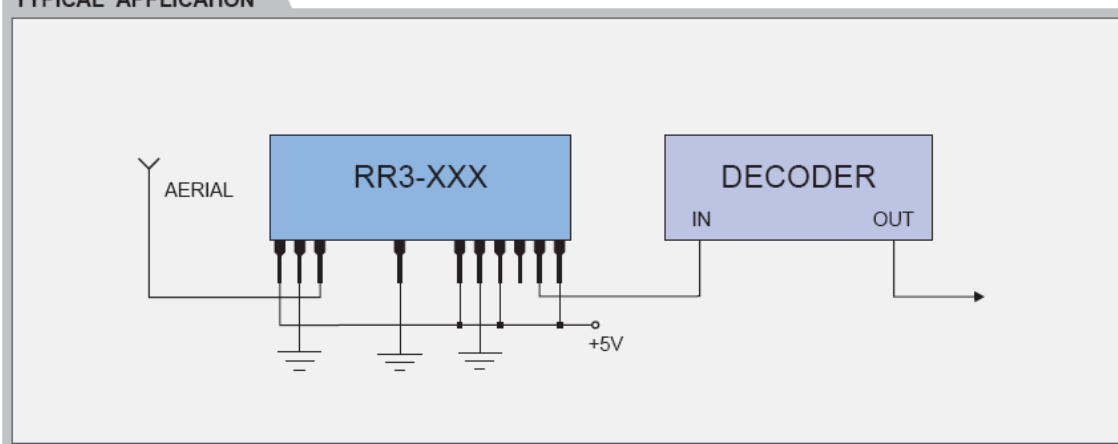 TYPICAL APPLICATION
RR3-XXX
DECODER
AERIAL
IN
OUT
+5V